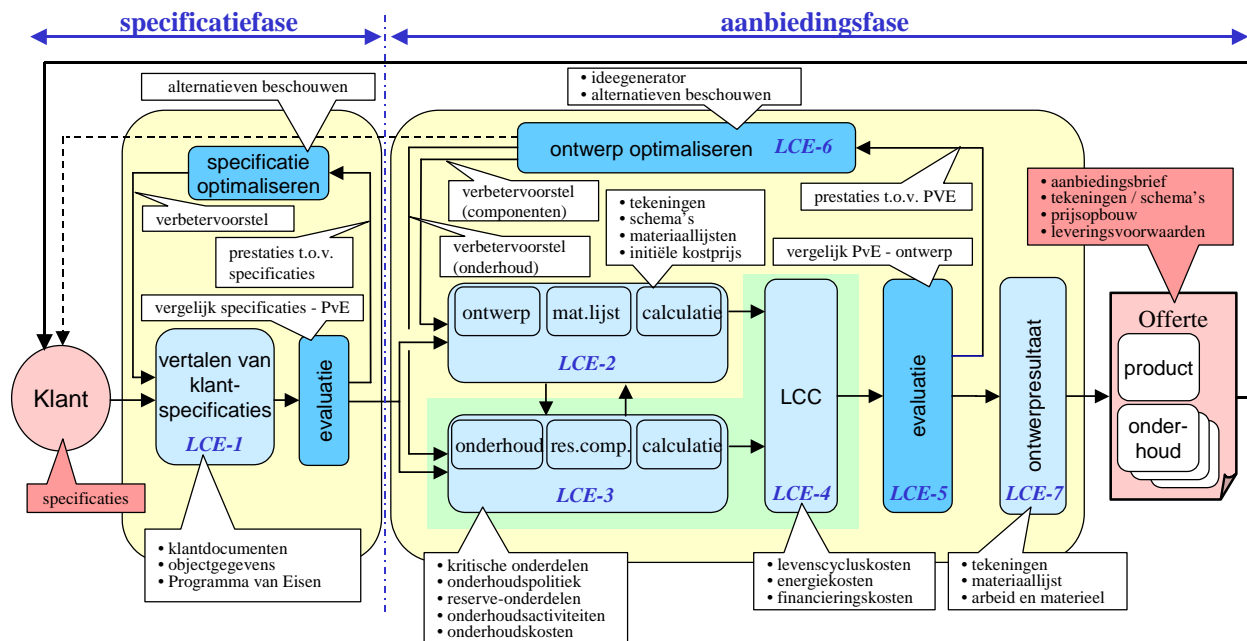 specificatiefase
aanbiedingsfase
alternatieven beschouwen
• ideegenerator
• alternatieven beschouwen
specificatie
optimaliseren
ontwerp optimaliseren LCE-6
verbetervoorstel
prestaties t.o.v.
specificaties
verbetervoorstel
(componenten)
verbetervoorstel
(onderhoud)
• tekeningen
• schema's
• materiaallijsten
• initiële kostprijs
prestaties t.o.v. PVE
vergelijk PvE - ontwerp
• aanbiedingsbrief
• tekeningen / schema's
• prijsopbouw
• leveringsvoorwaarden
vergelijk specificaties - PvE
Klant
specificaties
vertalen van
klant-
specificaties
LCE-1
evaluatie
ontwerp
mat.lijst
calculatie
LCE-2
onderhoud
res.comp.
calculatie
LCE-3
LCC
LCE-4
evaluatie
LCE-5
ontwerpresultaat
LCE-7
Offerte
product
onder-
houd
• klantdocumenten
• objectgegevens
• Programma van Eisen
• kritische onderdelen
• onderhoudspolitiek
• reserve-onderdelen
• onderhoudsactiviteiten
• onderhoudskosten
• levenscycluskosten
• energiekosten
• financieringskosten
• tekeningen
• materiaallijst
• arbeid en materieel